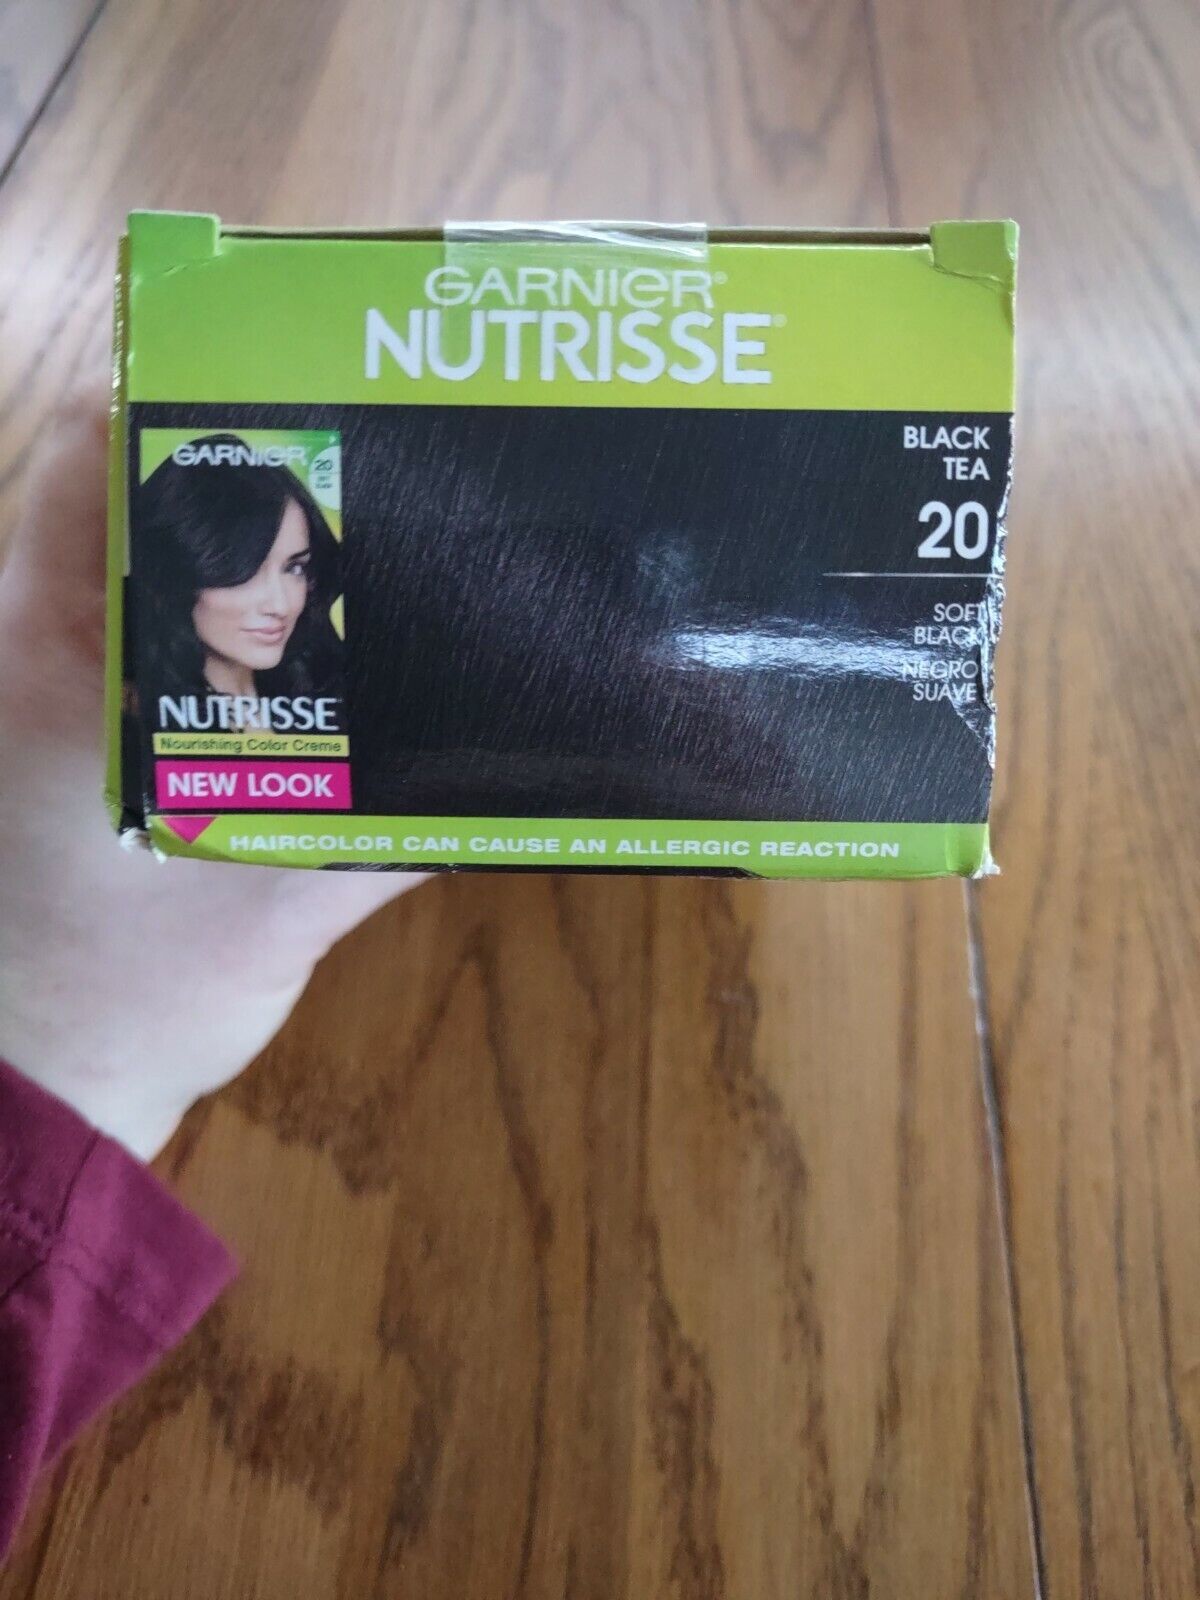 GARNIER®
NUTRISSE®
BLACK
TEA
20
SOFT
BLACK
NEGRO
SUAVE
GARNIER
20
NUTRISSE
Nourishing Color Creme
NEW LOOK
HAIRCOLOR CAN CAUSE AN ALLERGIC REACTION